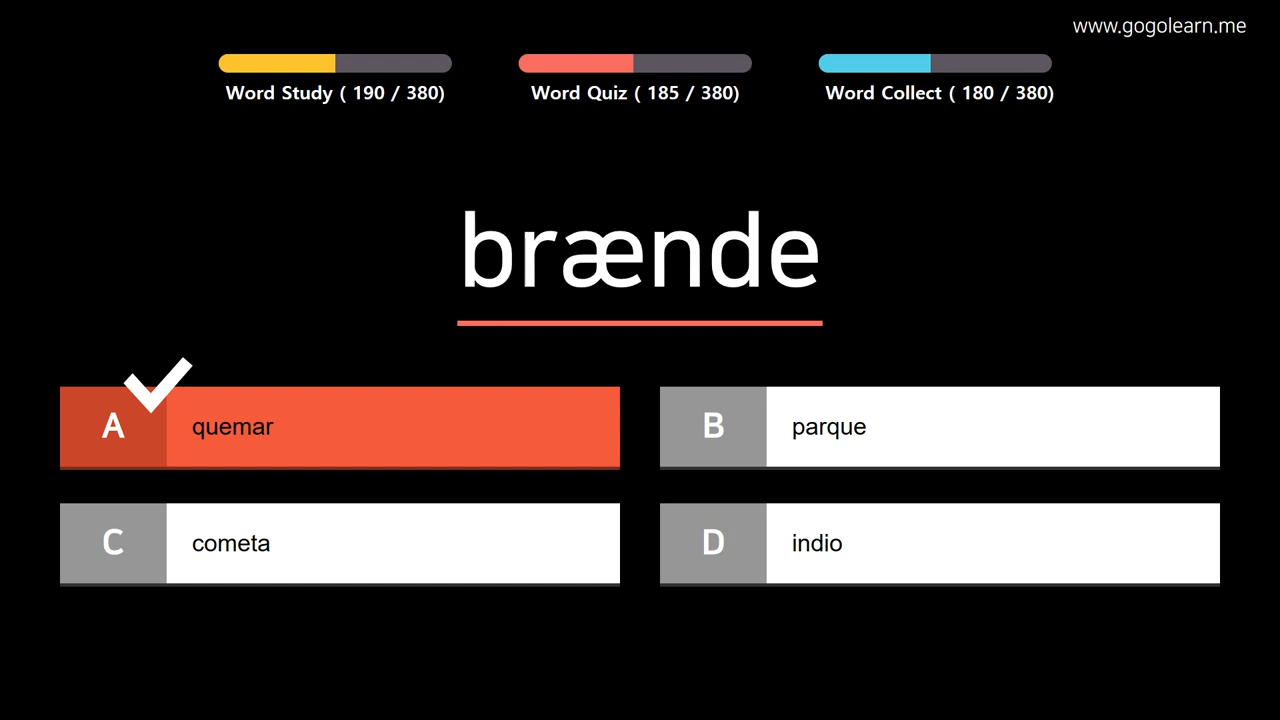 www.gogolearn.me
Word Study ( 190 / 380)
Word Quiz ( 185 / 380)
Word Collect ( 180 / 380)
brænde
A quemar
B parque
C cometa
D indio